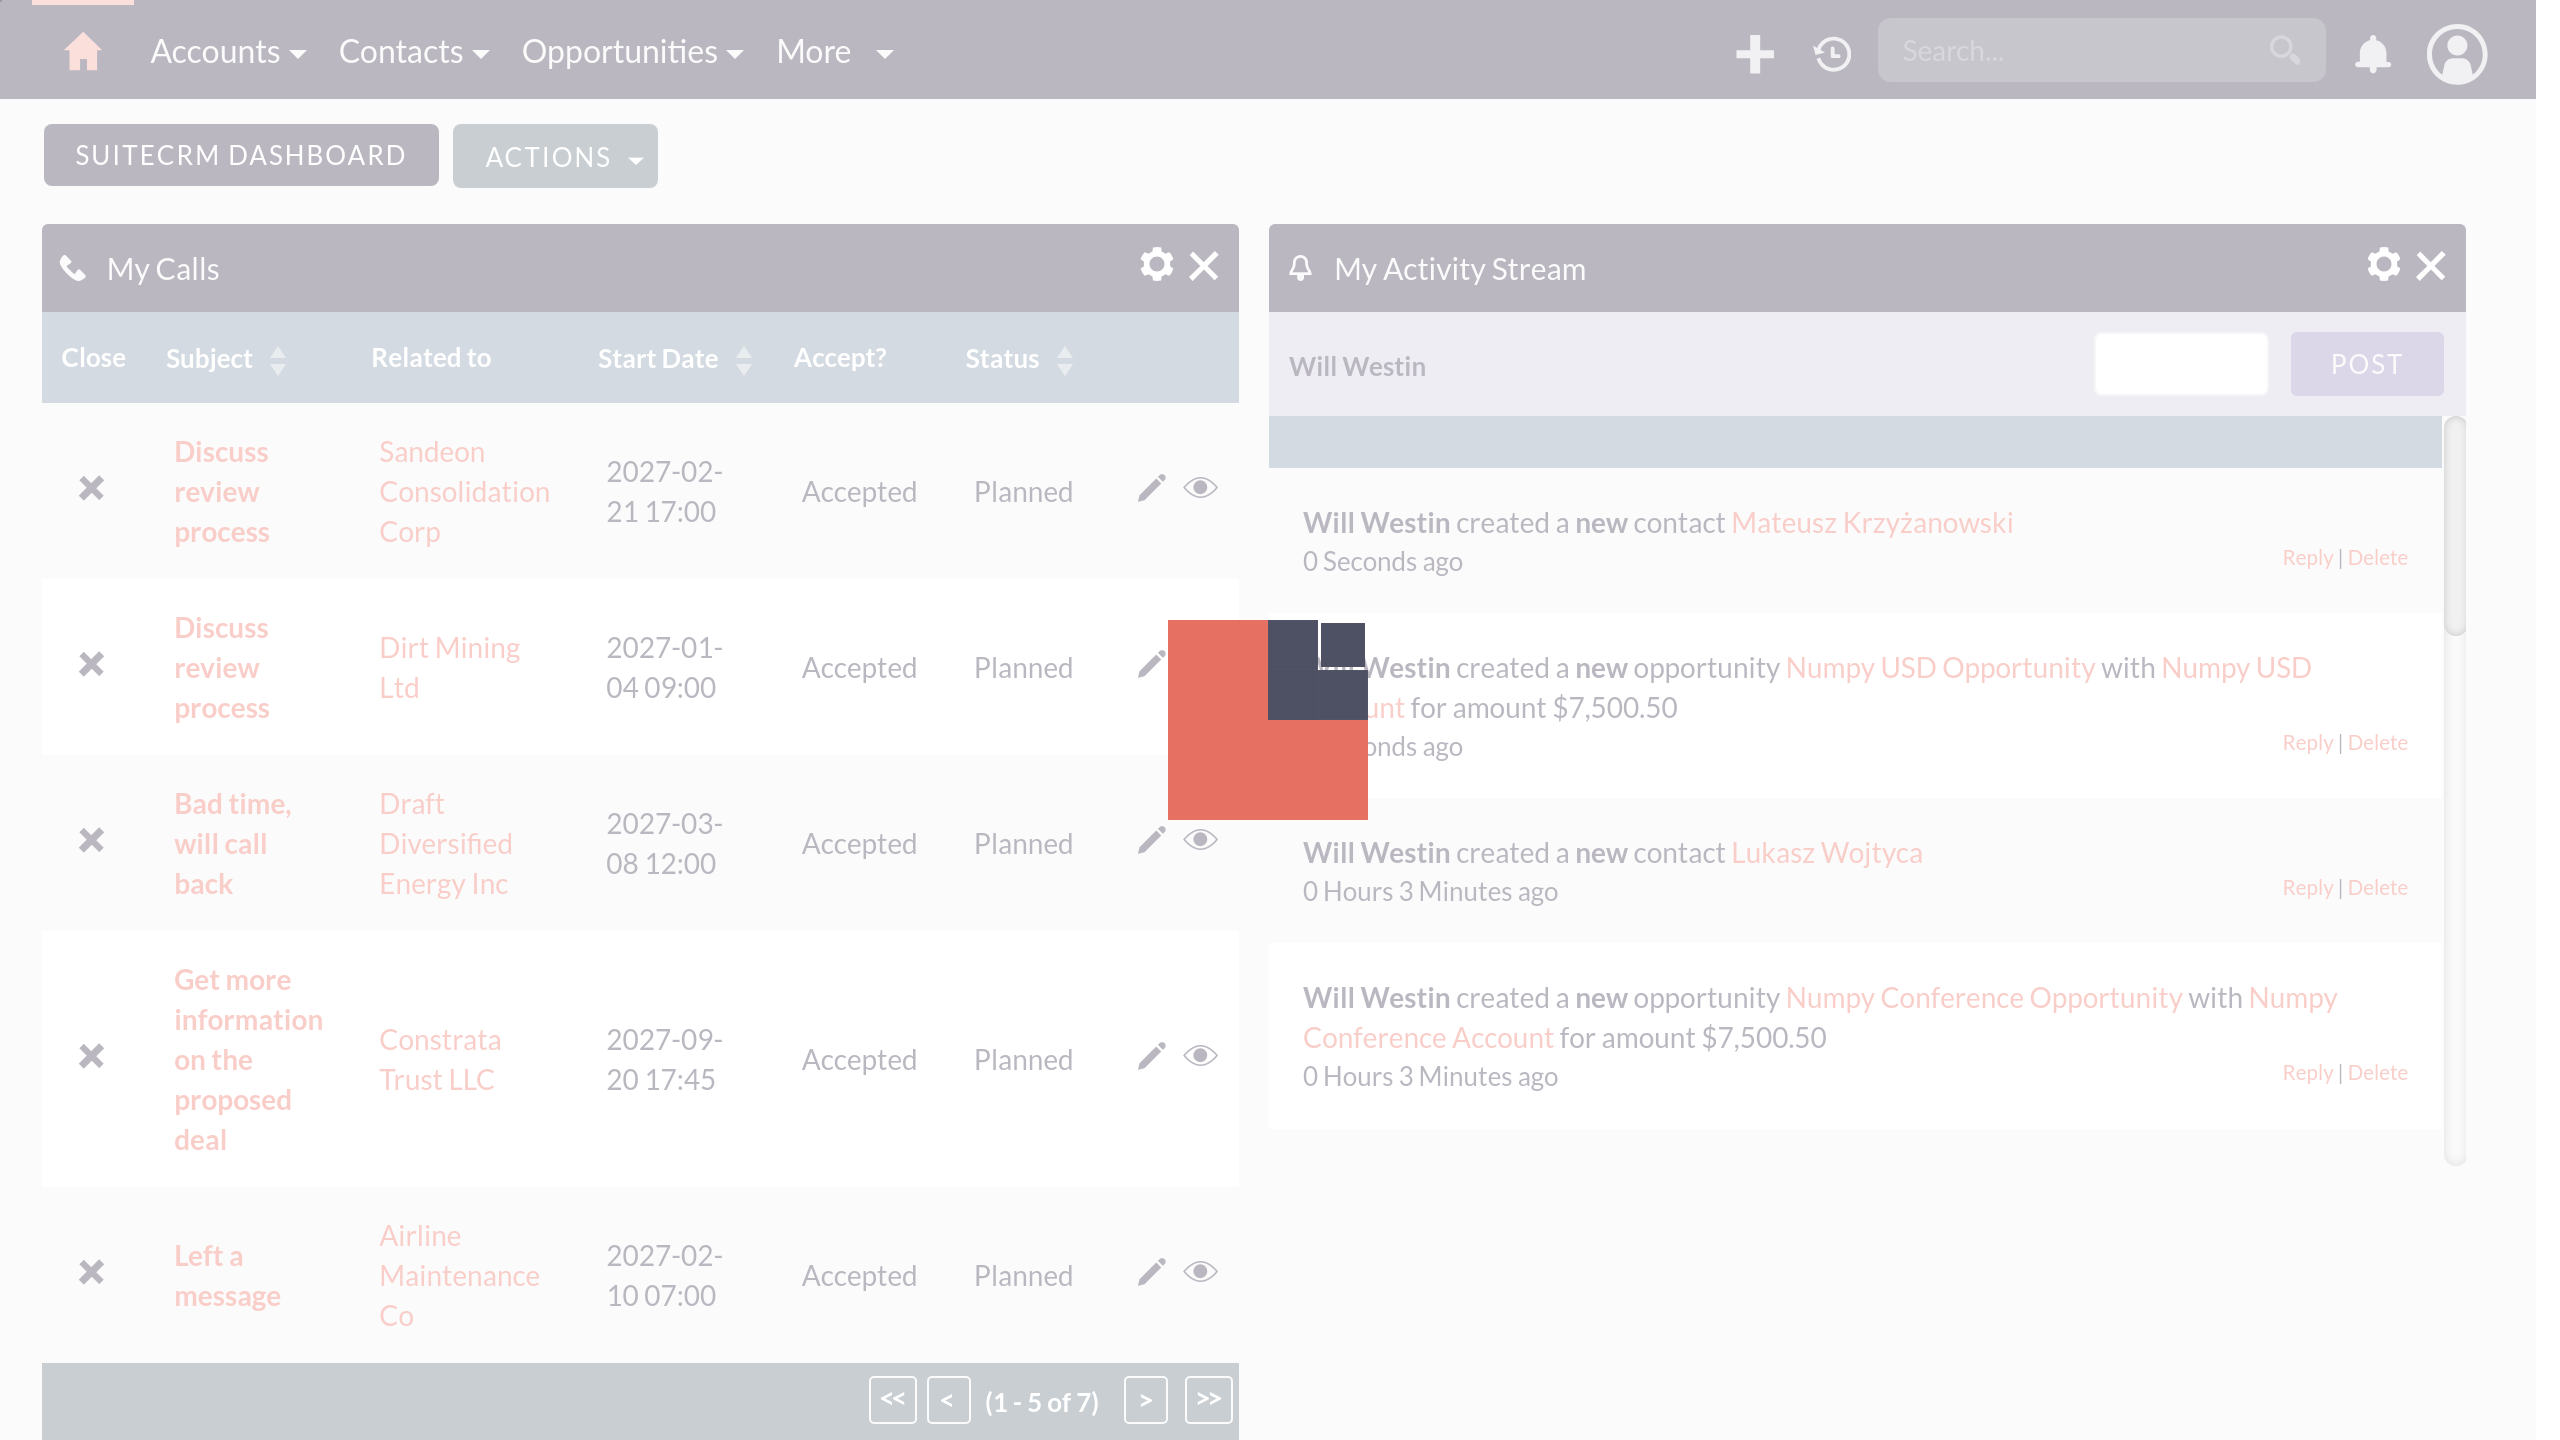 Accounts Contacts Opportunities More Search...
SUITECRM DASHBOARD ACTIONS
My Calls
Close Subject Related to Start Date Accept? Status
Discuss
review
process
Sandeon
Consolidation
Corp
2027-02-
21 17:00
Accepted
Planned
Discuss
review
process
Dirt Mining
Ltd
2027-01-
04 09:00
Accepted
Planned
Bad time,
will call
back
Draft
Diversified
Energy Inc
2027-03-
08 12:00
Accepted
Planned
Get more
information
on the
proposed
deal
Constrata
Trust LLC
2027-09-
20 17:45
Accepted
Planned
Left a
message
Airline
Maintenance
Co
2027-02-
10 07:00
Accepted
Planned
<< < (1 - 5 of 7) > >>
My Activity Stream
Will Westin POST
Will Westin created a new contact Mateusz Krzyżanowski
0 Seconds ago
Reply | Delete
Westin created a new opportunity Numpy USD Opportunity with Numpy USD
for amount $7,500.50
ago
Reply | Delete
Will Westin created a new contact Lukasz Wojtyca
0 Hours 3 Minutes ago
Reply | Delete
Will Westin created a new opportunity Numpy Conference Opportunity with Numpy
Conference Account for amount $7,500.50
0 Hours 3 Minutes ago
Reply | Delete